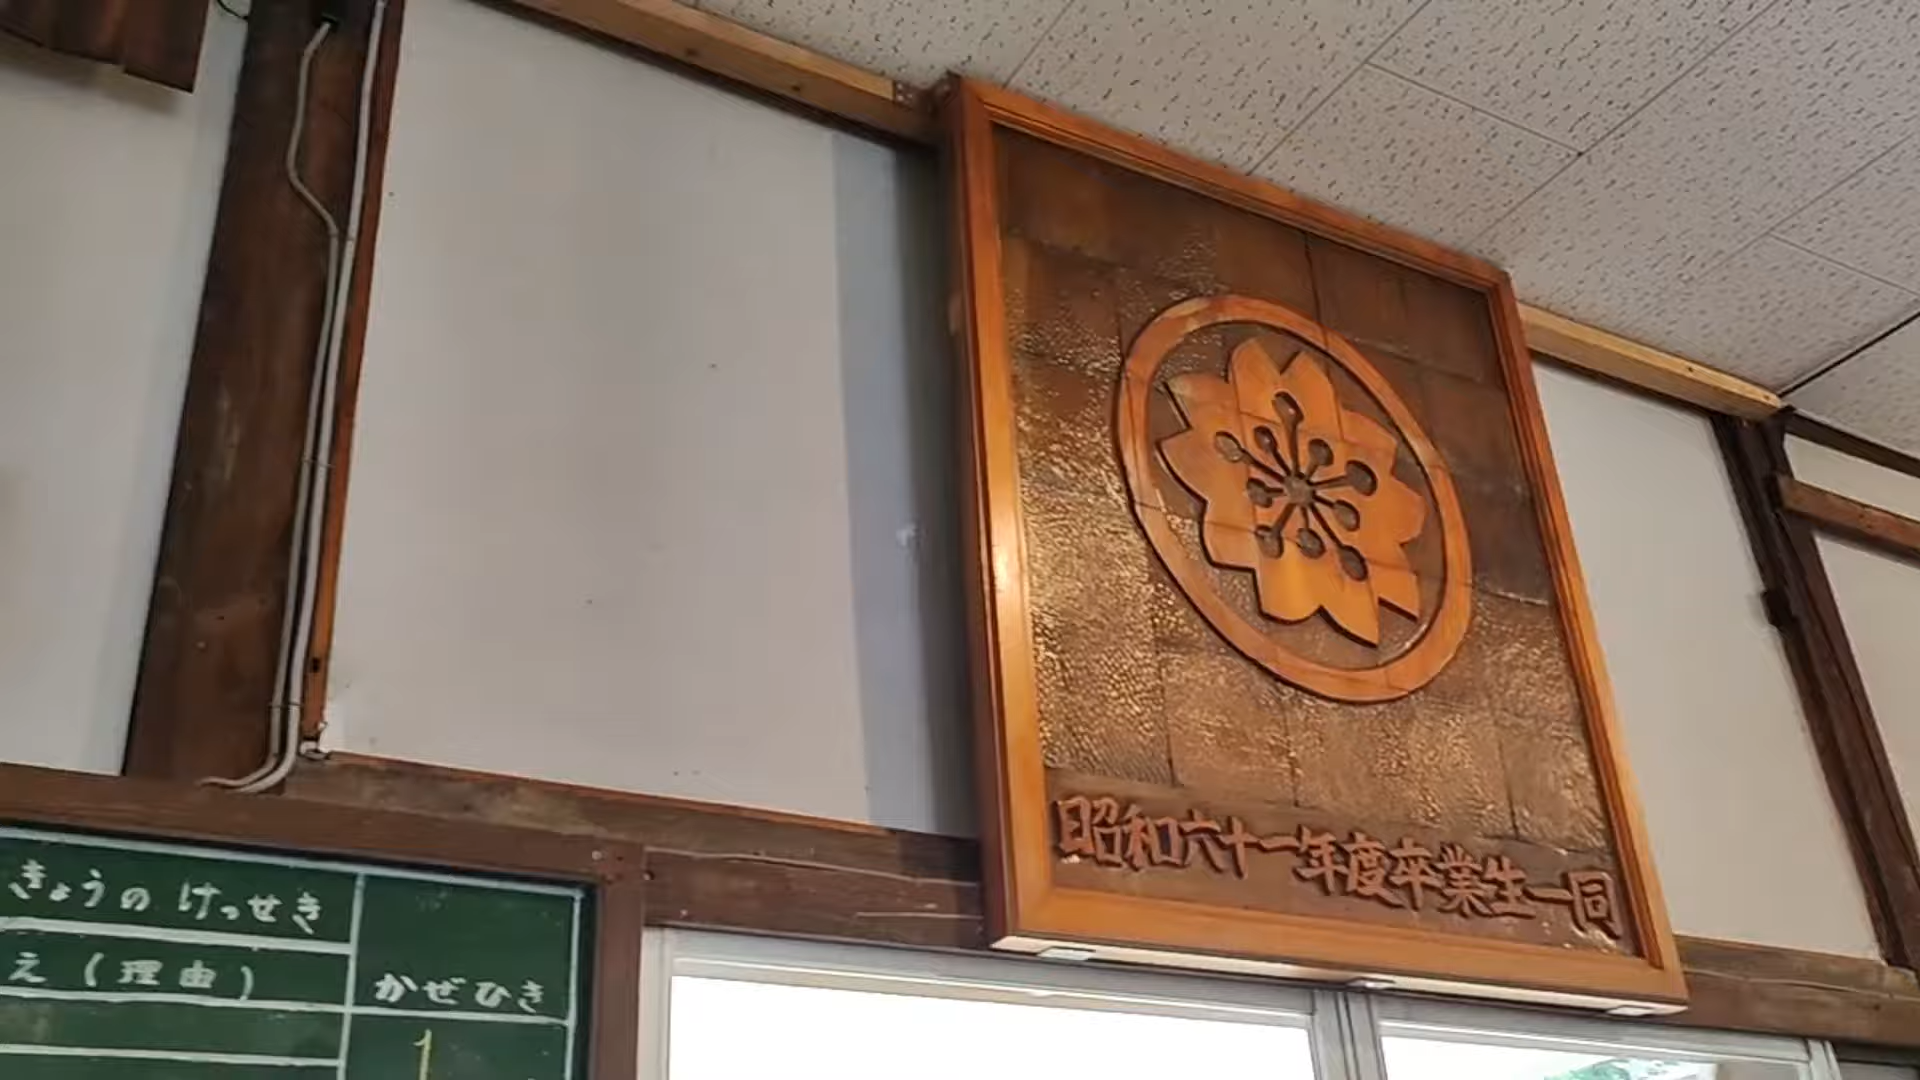 昭和六十一年度卒業生一同
きょうの けっせき
え (理由)
かぜひき
1